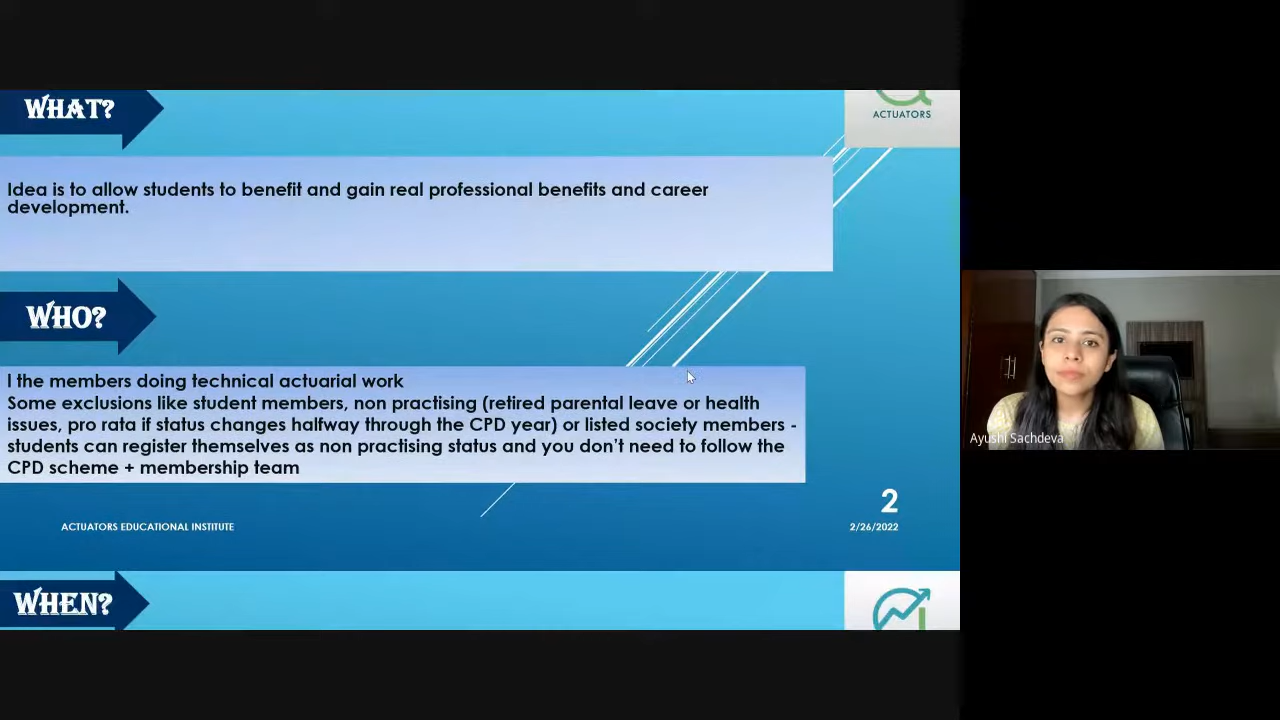 WHAT?
ACTUATORS
Idea is to allow students to benefit and gain real professional benefits and career
development.
WHO?
l the members doing technical actuarial work
Some exclusions like student members, non practising (retired parental leave or health
issues, pro rata if status changes halfway through the CPD year) or listed society members -
students can register themselves as non practising status and you don't need to follow the
CPD scheme + membership team
Ayushi Sachdeva
2
ACTUATORS EDUCATIONAL INSTITUTE
2/26/2022
WHEN?